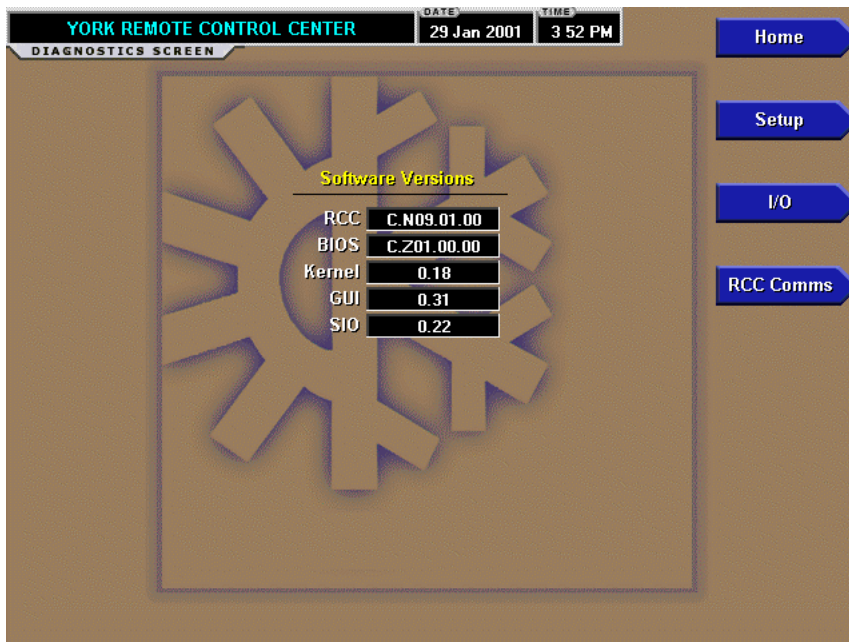 YORK REMOTE CONTROL CENTER
DATE
29 Jan 2001
TIME
3 52 PM
DIAGNOSTICS SCREEN
Home
Setup
I/O
RCC Comms
Software Versions
RCC C.N09.01.00
BIOS C.Z01.00.00
Kernel 0.18
GUI 0.31
SIO 0.22